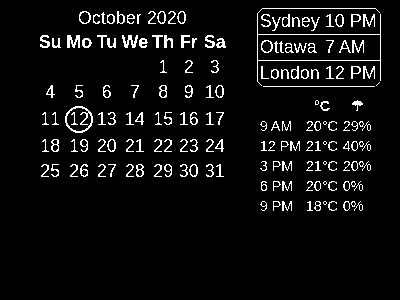 October 2020
Su Mo Tu We Th Fr Sa
1 2 3
4 5 6 7 8 9 10
11 12 13 14 15 16 17
18 19 20 21 22 23 24
25 26 27 28 29 30 31
Sydney 10 PM
Ottawa 7 AM
London 12 PM
°C ☂
9 AM 20°C 29%
12 PM 21°C 40%
3 PM 21°C 20%
6 PM 20°C 0%
9 PM 18°C 0%